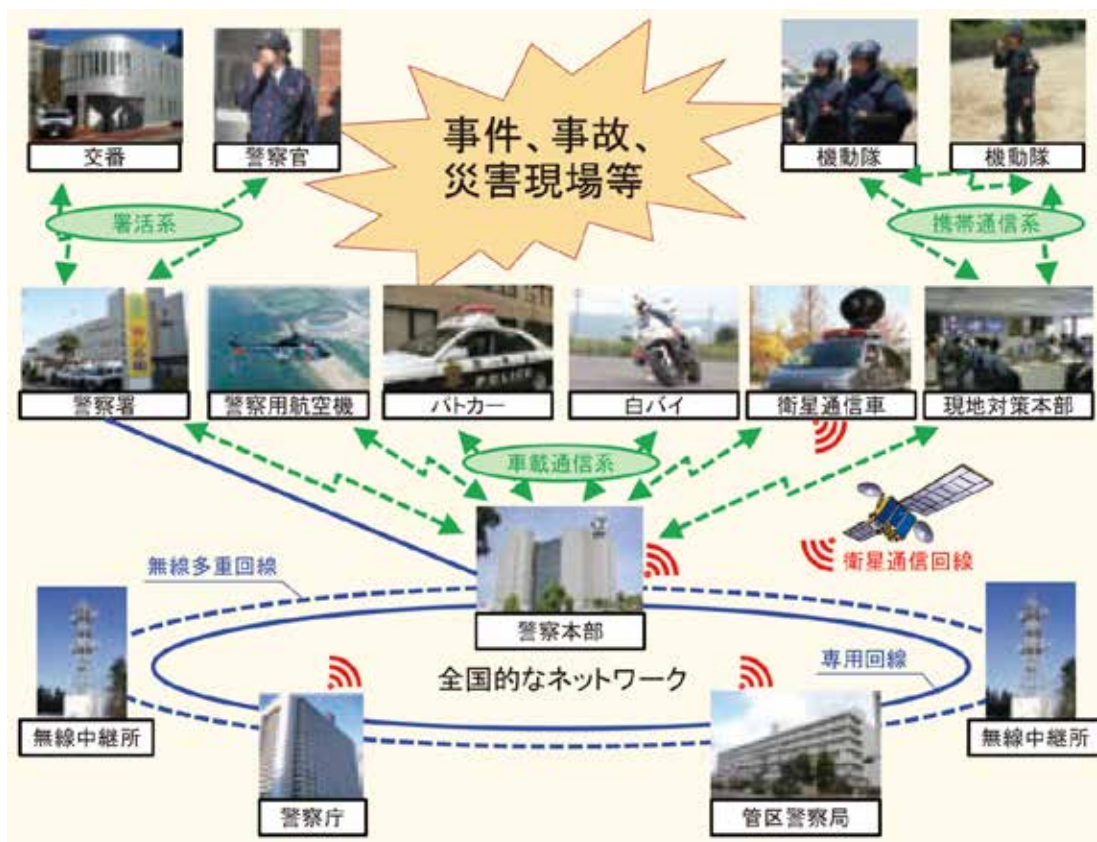 事件、事故、
災害現場等
交番
警察官
機動隊
機動隊
署活系
携帯通信系
警察署
警察用航空機
パトカー
白バイ
衛星通信車
現地対策本部
POLICE
車載通信系
衛星通信回線
無線多重回線
警察本部
専用回線
全国的なネットワーク
無線中継所
無線中継所
警察庁
管区警察局